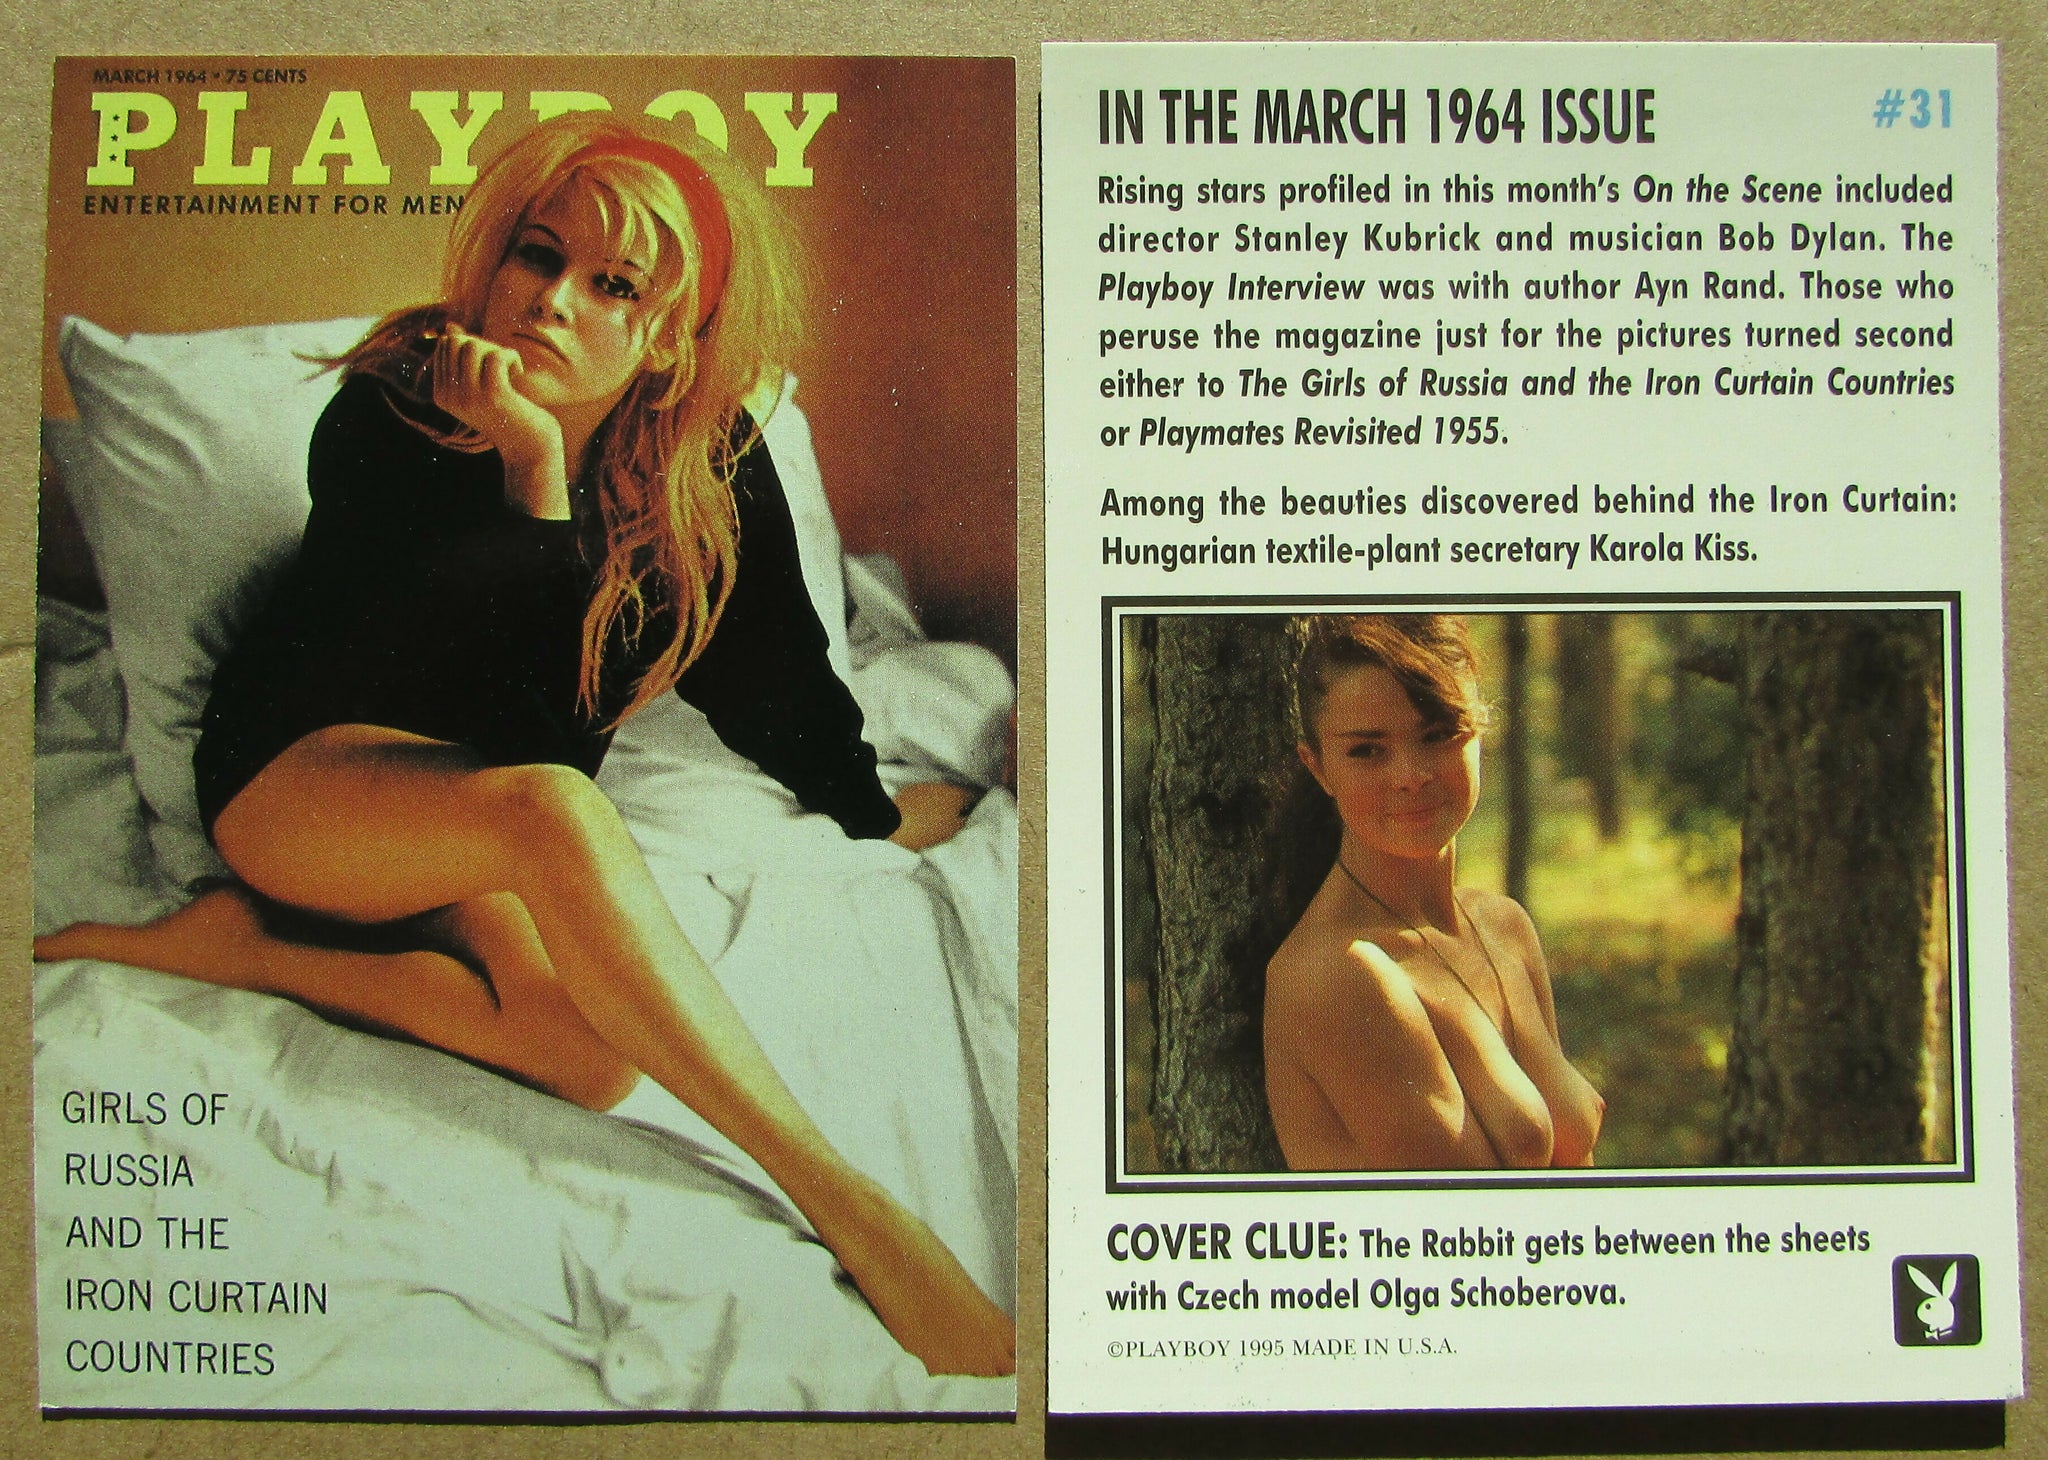 MARCH 1964 • 75 CENTS
PLAYBOY
ENTERTAINMENT FOR MEN
GIRLS OF
RUSSIA
AND THE
IRON CURTAIN
COUNTRIES
IN THE MARCH 1964 ISSUE #31
Rising stars profiled in this month's On the Scene included
director Stanley Kubrick and musician Bob Dylan. The
Playboy Interview was with author Ayn Rand. Those who
peruse the magazine just for the pictures turned second
either to The Girls of Russia and the Iron Curtain Countries
or Playmates Revisited 1955.
Among the beauties discovered behind the Iron Curtain:
Hungarian textile-plant secretary Karola Kiss.
COVER CLUE: The Rabbit gets between the sheets
with Czech model Olga Schoberova.
©PLAYBOY 1995 MADE IN U.S.A.